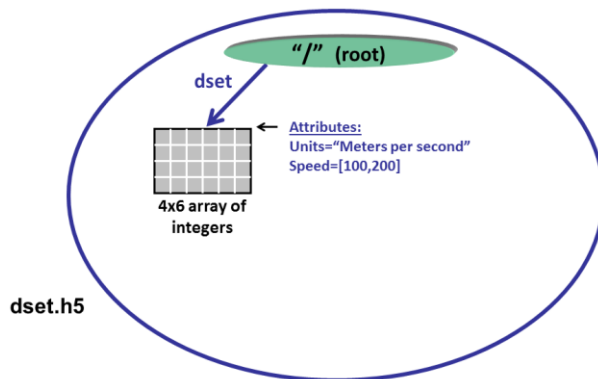 “/” (root)
dset
Attributes:
Units=“Meters per second”
Speed=[100,200]
4x6 array of
integers
dset.h5